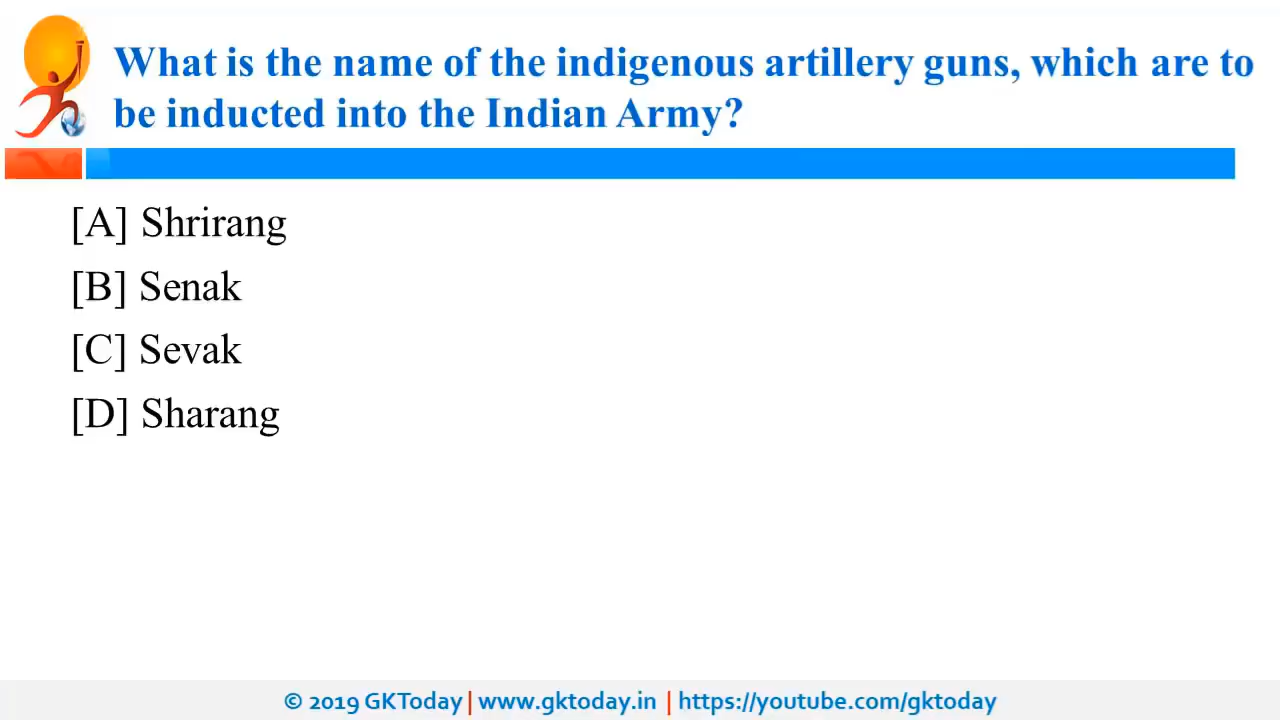 What is the name of the indigenous artillery guns, which are to
be inducted into the Indian Army?
[A] Shrirang
[B] Senak
[C] Sevak
[D] Sharang
© 2019 GKToday | www.gktoday.in | https://youtube.com/gktoday